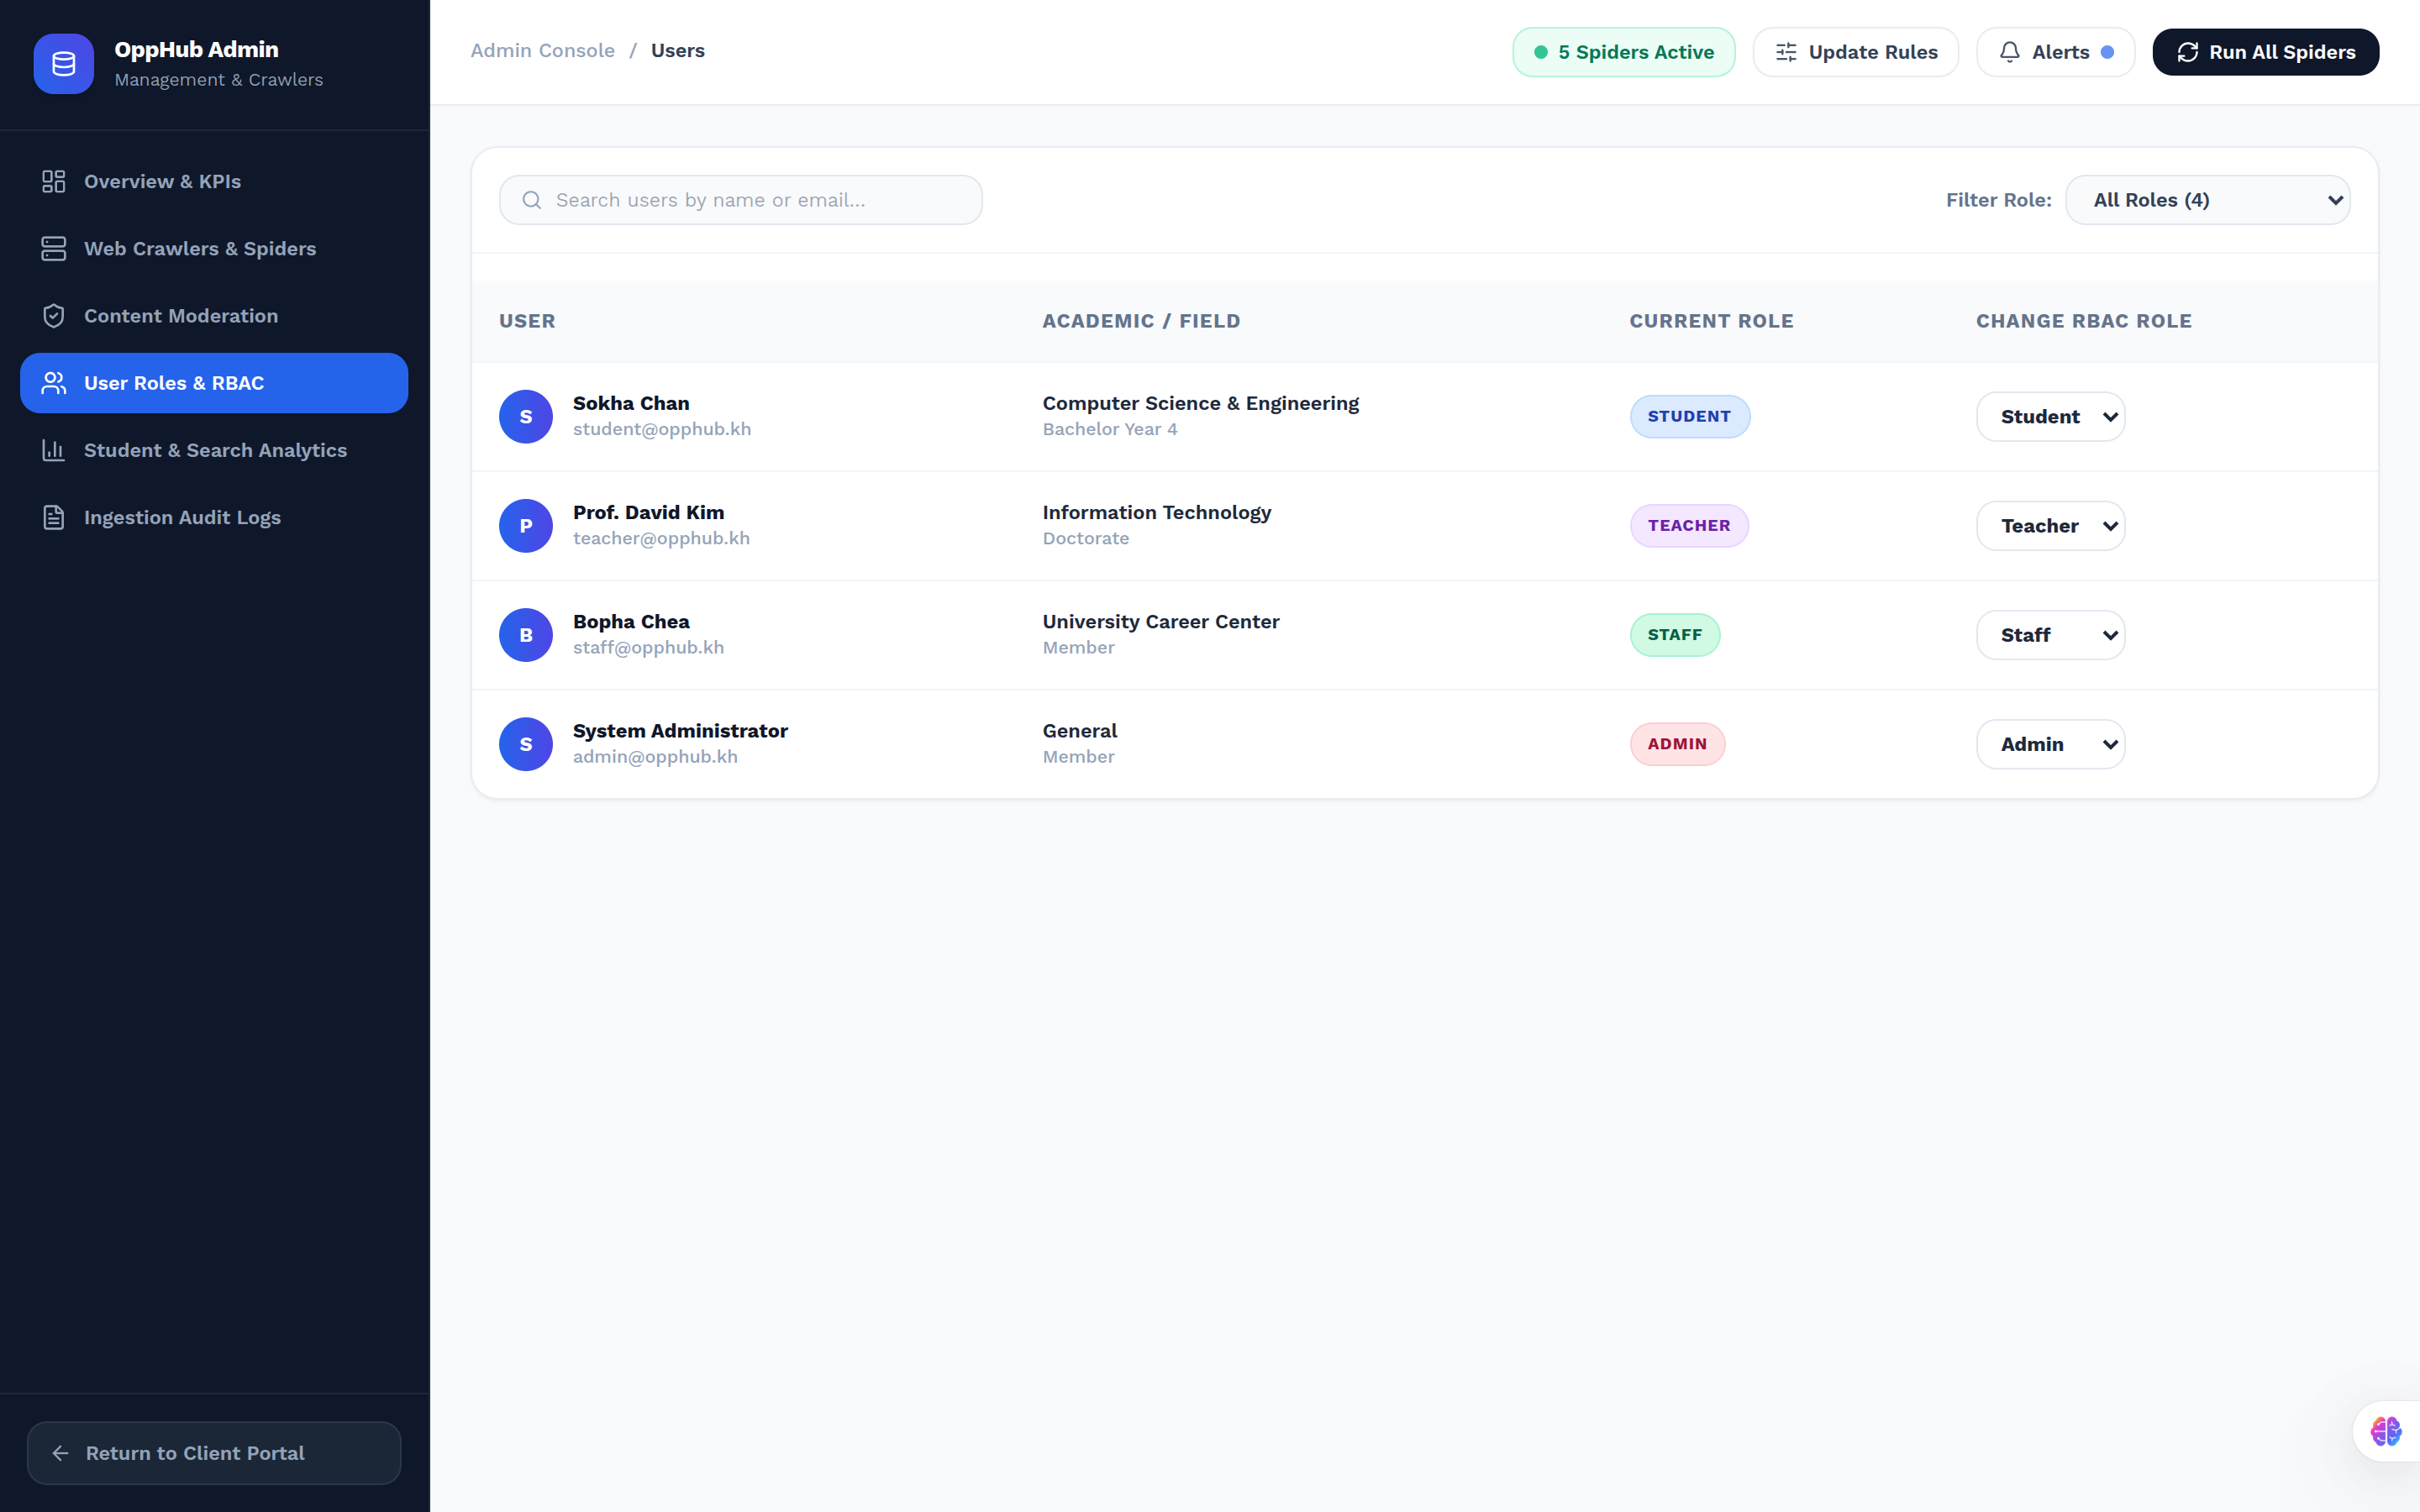 OppHub Admin
Management & Crawlers
Overview & KPIs
Web Crawlers & Spiders
Content Moderation
User Roles & RBAC
Student & Search Analytics
Ingestion Audit Logs
Return to Client Portal
Admin Console / Users
5 Spiders Active
Update Rules
Alerts
Run All Spiders
Search users by name or email...
Filter Role: All Roles (4)
USER ACADEMIC / FIELD CURRENT ROLE CHANGE RBAC ROLE
S
Sokha Chan
student@opphub.kh
Computer Science & Engineering
Bachelor Year 4
STUDENT
Student
P
Prof. David Kim
teacher@opphub.kh
Information Technology
Doctorate
TEACHER
Teacher
B
Bopha Chea
staff@opphub.kh
University Career Center
Member
STAFF
Staff
S
System Administrator
admin@opphub.kh
General
Member
ADMIN
Admin